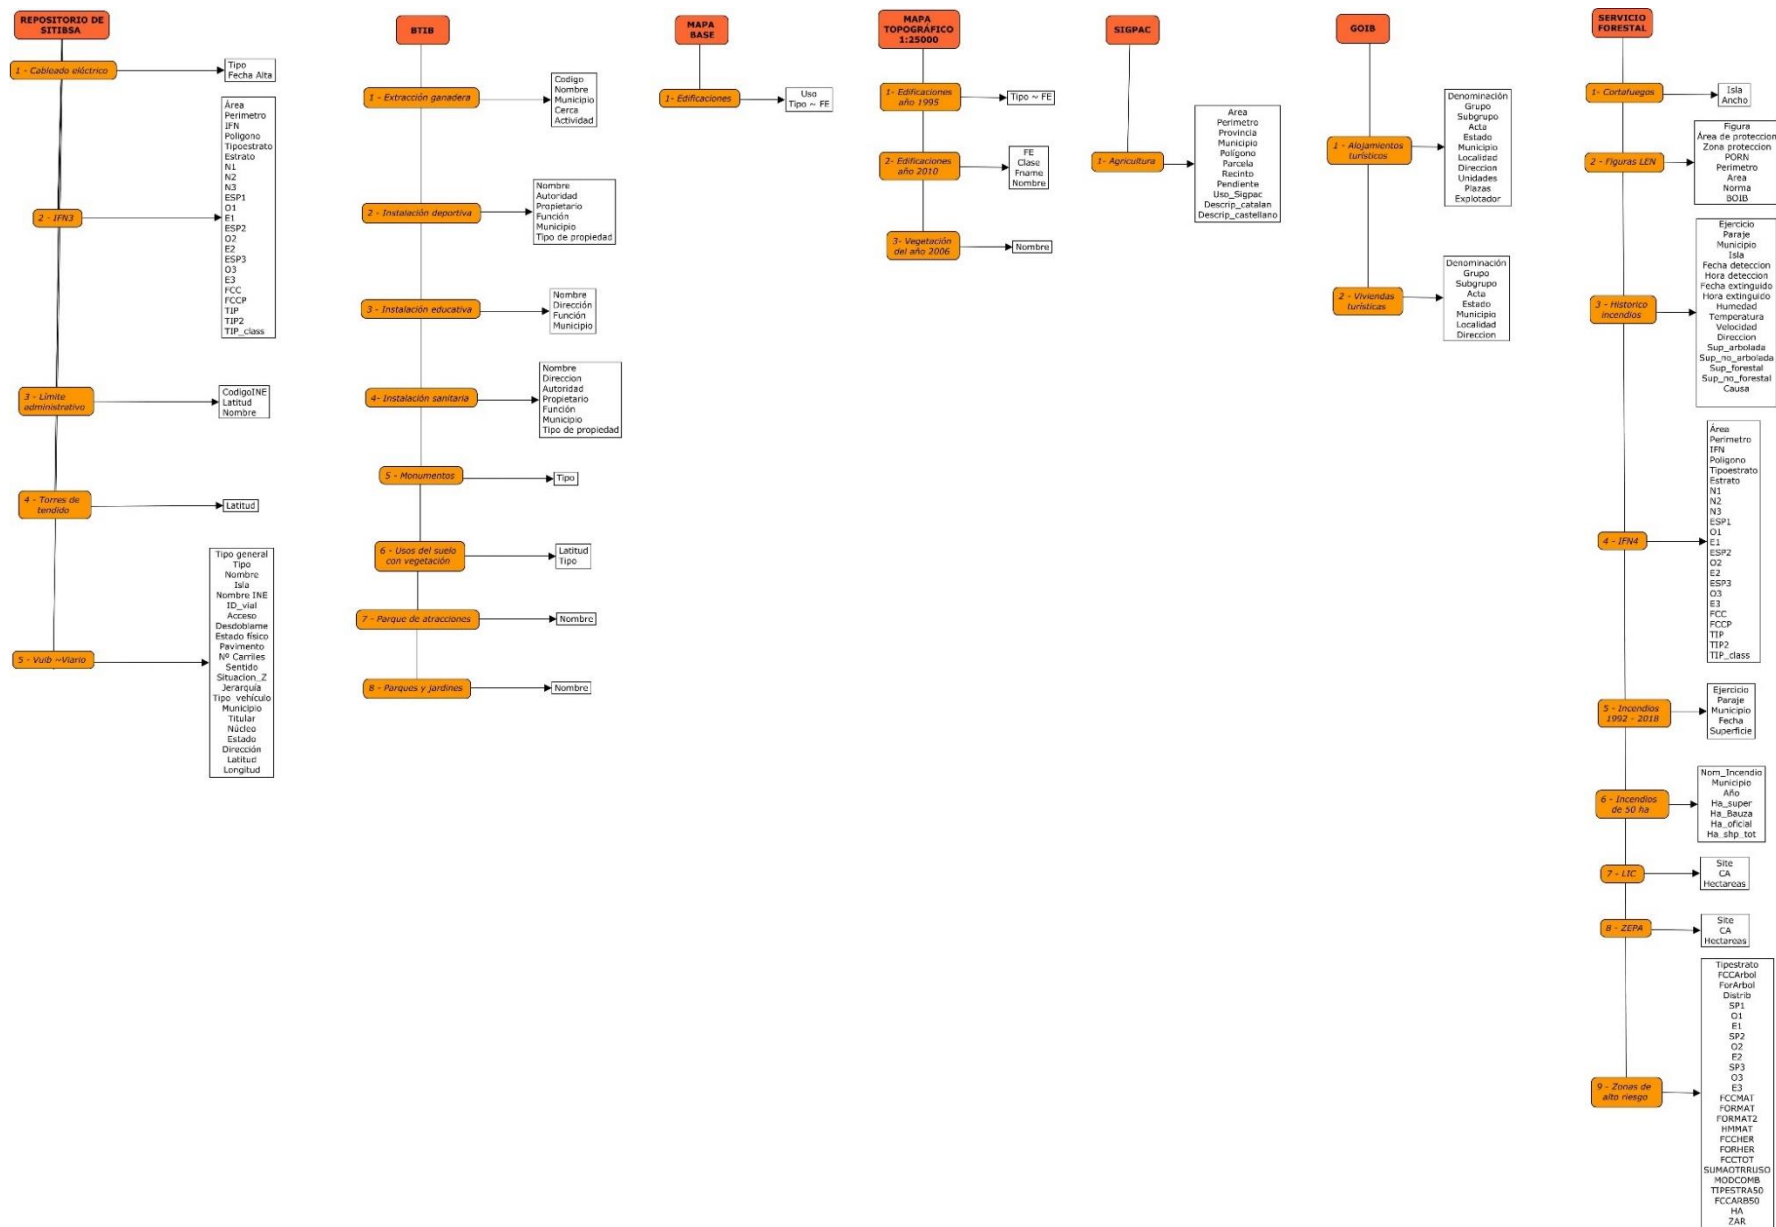 REPOSITORIO DE
SITIBSA
1 - Cableado eléctrico
Tipo
Fecha Alta
2 - IFN3
Área
Perimetro
IFN
Poligono
Tipoestrato
Estrato
N1
N2
N3
ESP1
O1
E1
ESP2
O2
E2
ESP3
O3
E3
FCC
FCCP
TIP
TIP2
TIP_class
3 - Límite
administrativo
CodigoINE
Latitud
Nombre
4 - Torres de
tendido
Latitud
5 - Vuib ~Viario
Tipo general
Tipo
Nombre
Isla
Nombre INE
ID_vial
Acceso
Desdoblame
Estado físico
Pavimento
Nº Carriles
Sentido
Situacion_Z
Jerarquía
Tipo_vehículo
Municipio
Titular
Núcleo
Estado
Dirección
Latitud
Longitud
BTIB
1 - Extracción ganadera
Codigo
Nombre
Municipio
Cerca
Actividad
2 - Instalación deportiva
Nombre
Autoridad
Propietario
Función
Municipio
Tipo de propiedad
3 - Instalación educativa
Nombre
Dirección
Función
Municipio
4- Instalación sanitaria
Nombre
Direccion
Autoridad
Propietario
Función
Municipio
Tipo de propiedad
5 - Monumentos
Tipo
6 - Usos del suelo
con vegetación
Latitud
Tipo
7 - Parque de atracciones
Nombre
8 - Parques y jardines
Nombre
MAPA
BASE
1- Edificaciones
Uso
Tipo ~ FE
MAPA
TOPOGRÁFICO
1:25000
1- Edificaciones
año 1995
Tipo ~ FE
2- Edificaciones
año 2010
FE
Clase
Fname
Nombre
3- Vegetación
del año 2006
Nombre
SIGPAC
1- Agricultura
Area
Perimetro
Provincia
Municipio
Polígono
Parcela
Recinto
Pendiente
Uso_Sigpac
Descrip_catalan
Descrip_castellano
GOIB
1 - Alojamientos
turísticos
Denominación
Grupo
Subgrupo
Acta
Estado
Municipio
Localidad
Direccion
Unidades
Plazas
Explotador
2 - Viviendas
turísticas
Denominación
Grupo
Subgrupo
Acta
Estado
Municipio
Localidad
Direccion
SERVICIO
FORESTAL
1- Cortafuegos
Isla
Ancho
2 - Figuras LEN
Figura
Área de proteccion
Zona proteccion
PORN
Perimetro
Area
Norma
BOIB
3 - Historico
incendios
Ejercicio
Paraje
Municipio
Isla
Fecha deteccion
Hora deteccion
Fecha extinguido
Hora extinguido
Humedad
Temperatura
Velocidad
Direccion
Sup_arbolada
Sup_no_arbolada
Sup_forestal
Sup_no_forestal
Causa
4 - IFN4
Área
Perimetro
IFN
Poligono
Tipoestrato
Estrato
N1
N2
N3
ESP1
O1
E1
ESP2
O2
E2
ESP3
O3
E3
FCC
FCCP
TIP
TIP2
TIP_class
5 - Incendios
1992 - 2018
Ejercicio
Paraje
Municipio
Fecha
Superficie
6 - Incendios
de 50 ha
Nom_Incendio
Municipio
Año
Ha_super
Ha_Bauza
Ha_oficial
Ha_shp_tot
7 - LIC
Site
CA
Hectareas
8 - ZEPA
Site
CA
Hectareas
9 - Zonas de
alto riesgo
Tipestrato
FCCArbol
ForArbol
Distrib
SP1
O1
E1
SP2
O2
E2
SP3
O3
E3
FCCMAT
FORMAT
FORMAT2
HMMAT
FCCHER
FORHER
FCCTOT
SUMAOTRRUSO
MODCOMB
TIPESTRA50
FCCARB50
HA
ZAR